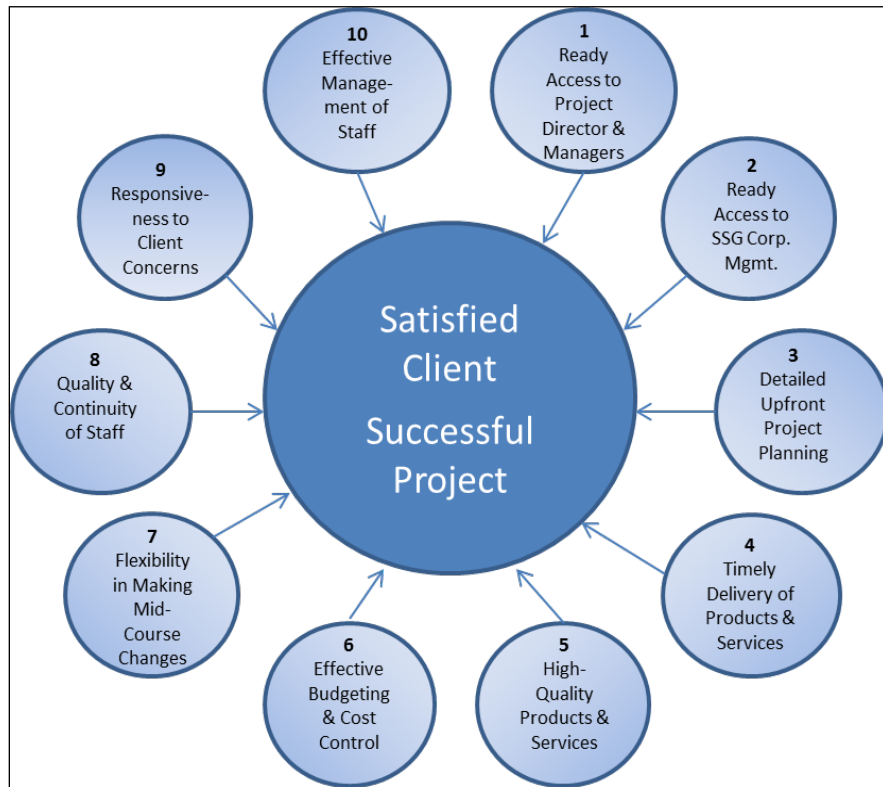 1
Ready
Access to
Project
Director &
Managers
2
Ready
Access to
SSG Corp.
Mgmt.
3
Detailed
Upfront
Project
Planning
4
Timely
Delivery of
Products &
Services
5
High-
Quality
Products &
Services
6
Effective
Budgeting
& Cost
Control
7
Flexibility
in Making
Mid-
Course
Changes
8
Quality &
Continuity
of Staff
9
Responsive-
ness to
Client
Concerns
10
Effective
Manage-
ment of
Staff
Satisfied
Client
Successful
Project